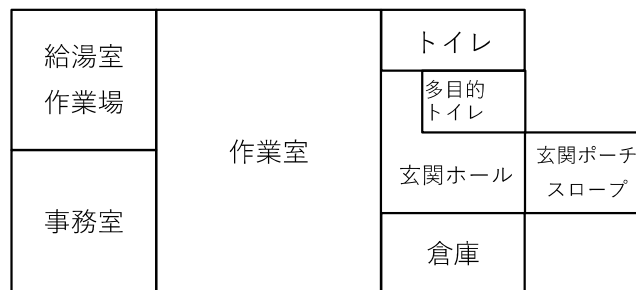 給湯室
作業場
事務室
作業室
トイレ
多目的
トイレ
玄関ホール
玄関ポーチ
スロープ
倉庫